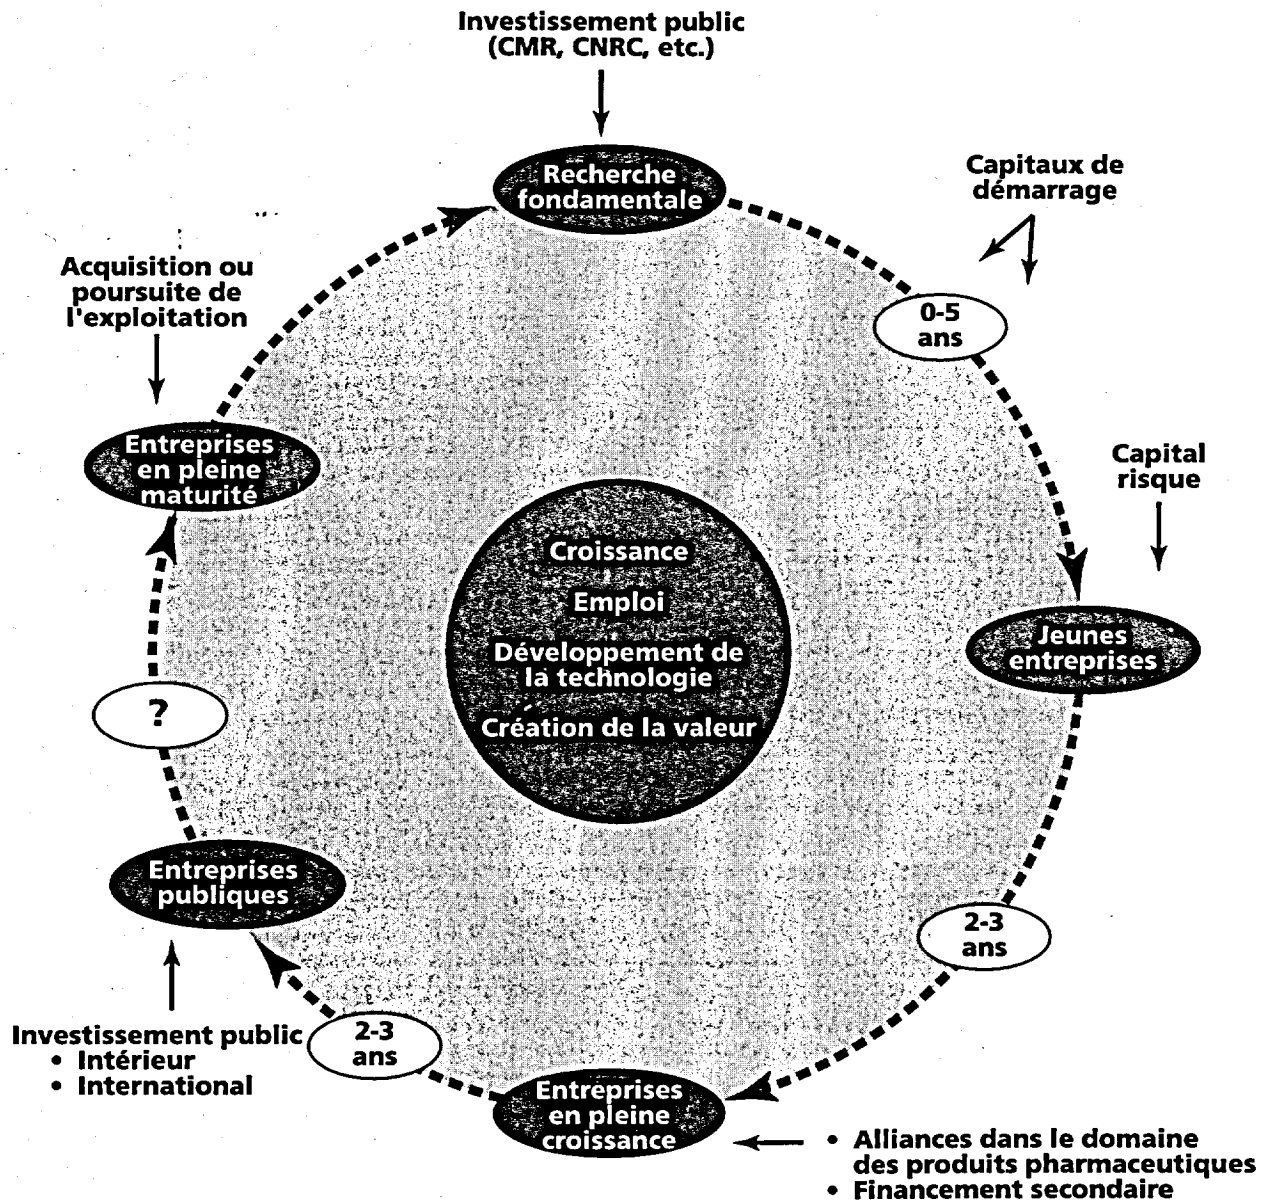 Investissement public
(CMR, CNRC, etc.)
Recherche
fondamentale
Capitaux de
démarrage
0-5
ans
Capital
risque
Jeunes
entreprises
2-3
ans
• Alliances dans le domaine
des produits pharmaceutiques
• Financement secondaire
Entreprises
en pleine
croissance
2-3
ans
Investissement public
• Intérieur
• International
Entreprises
publiques
?
Acquisition ou
poursuite de
l'exploitation
Entreprises
en pleine
maturité
Croissance
Emploi
Développement de
la technologie
Création de la valeur